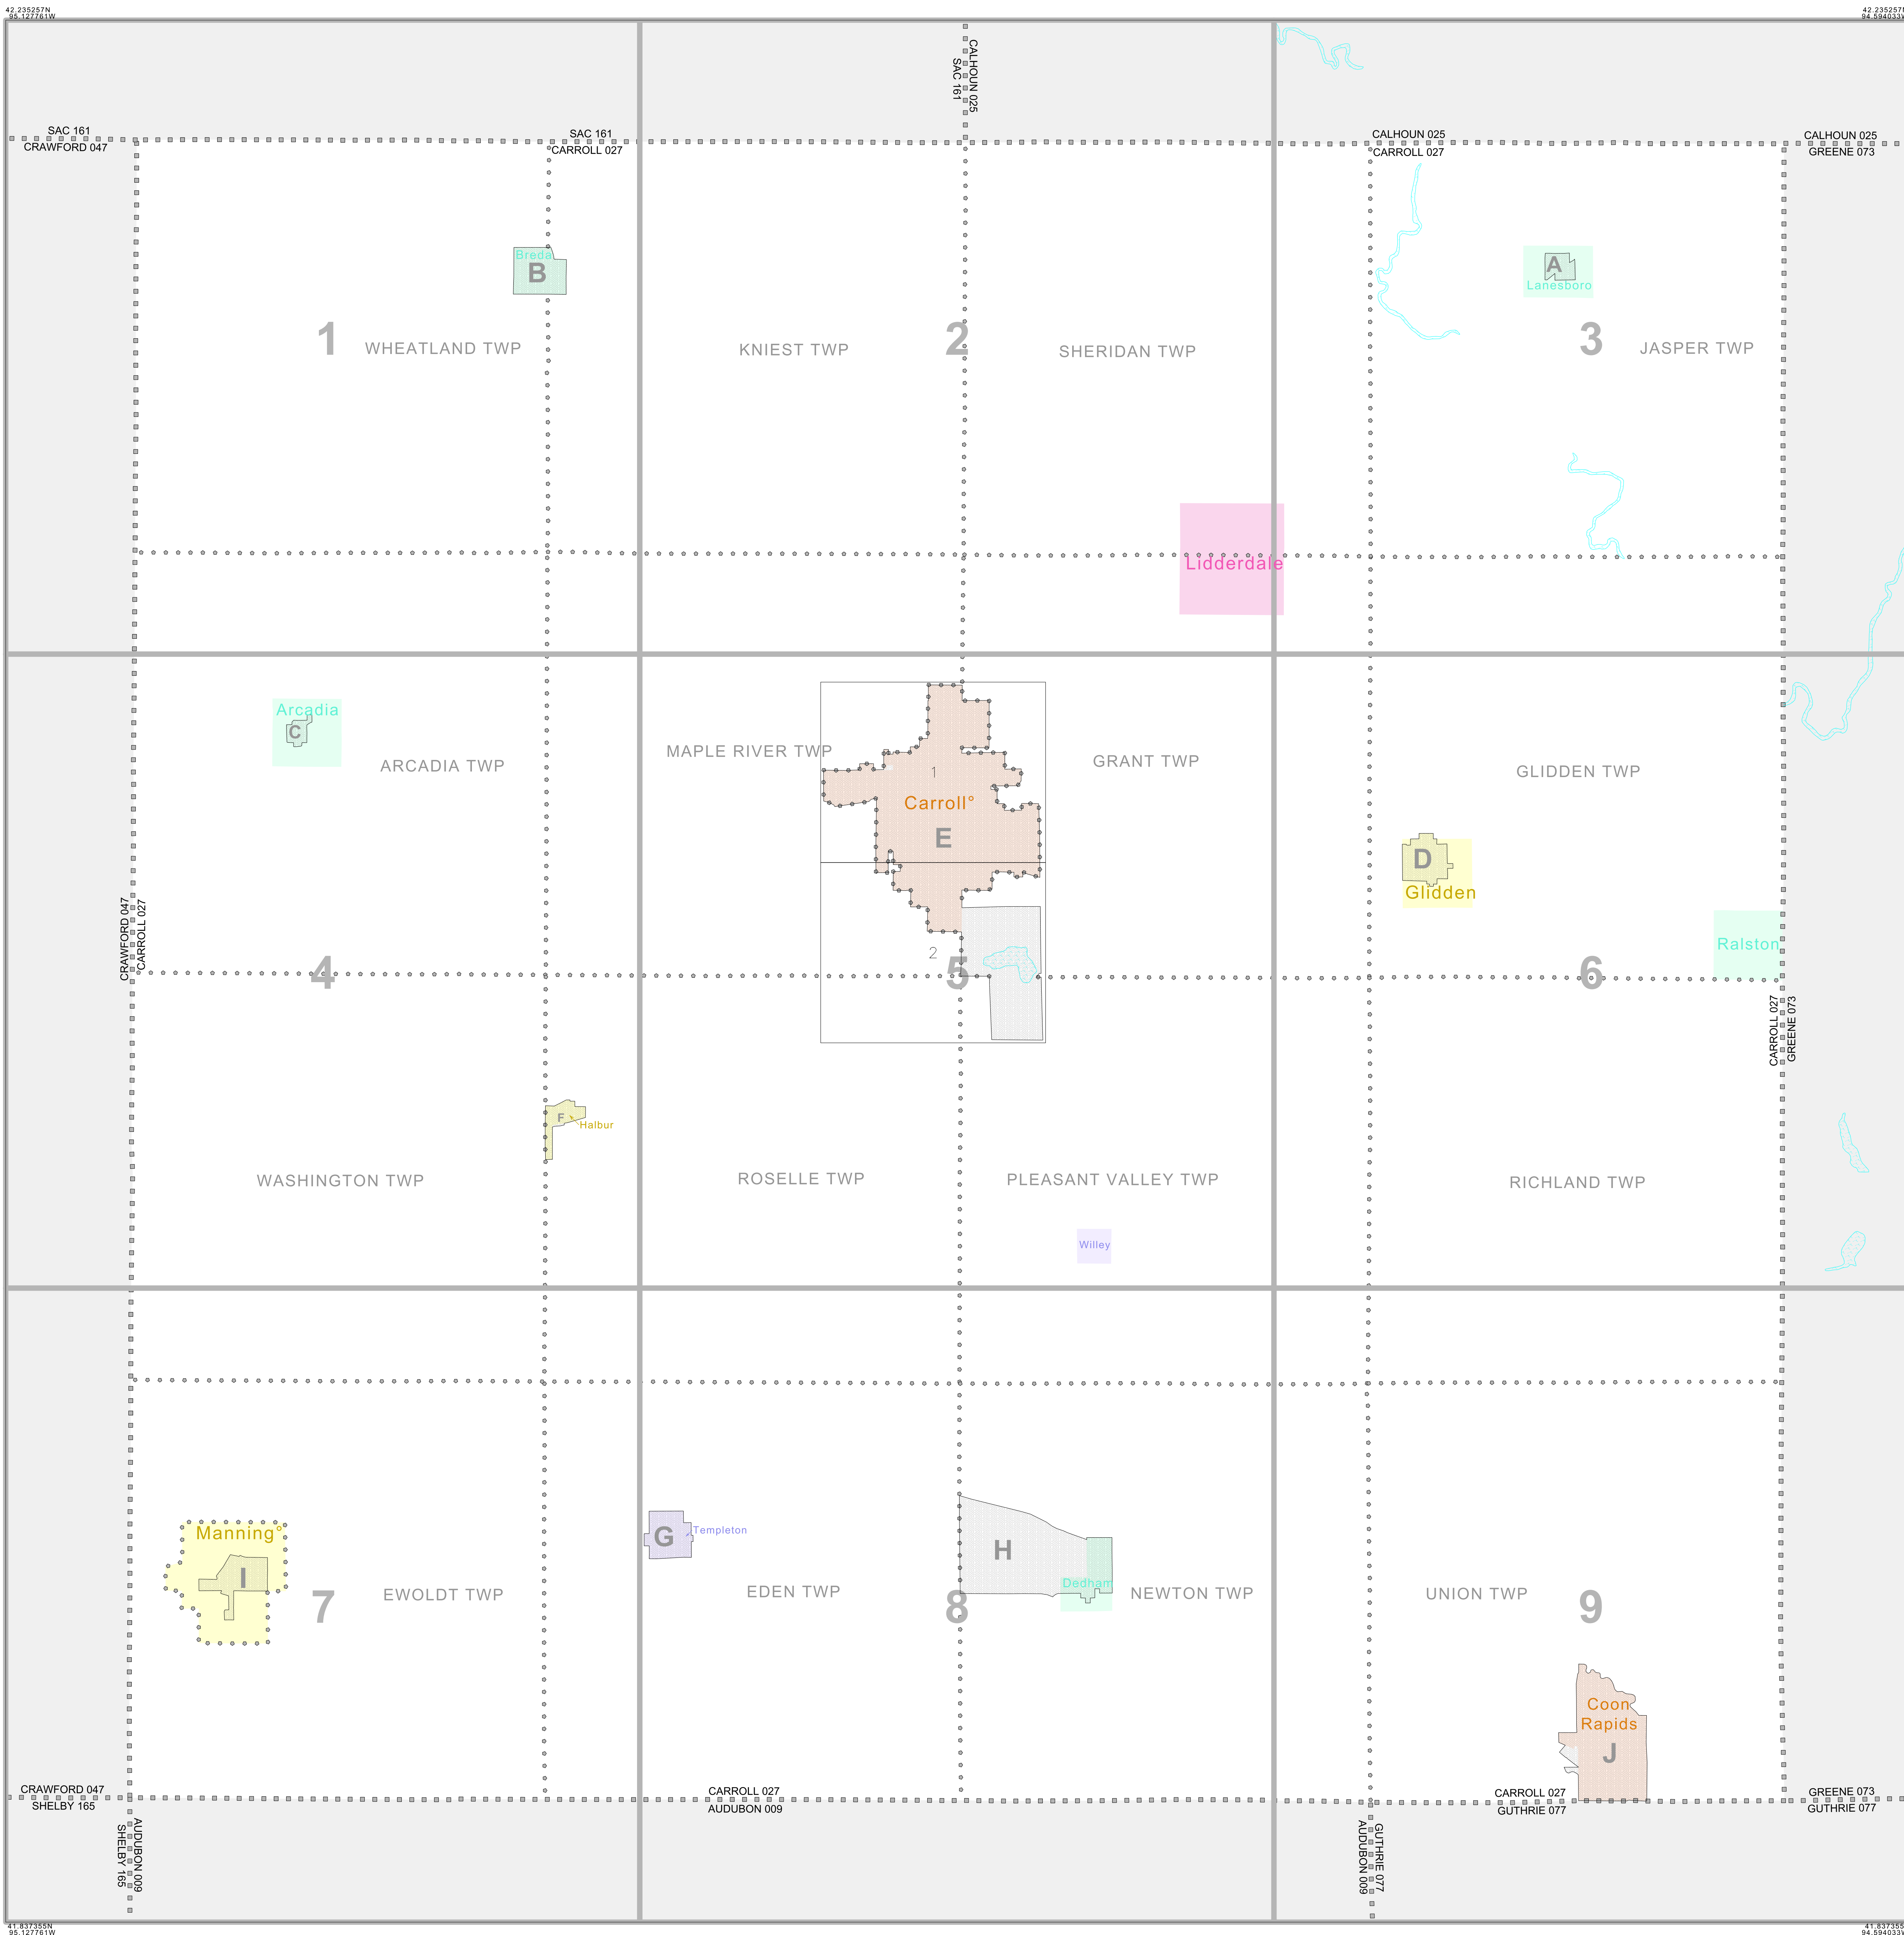 42.235257N
95.127761W
42.235257N
94.594033W
CALHOUN 025
SAC 161
SAC 161
CRAWFORD 047
SAC 161
CARROLL 027
CALHOUN 025
CARROLL 027
CALHOUN 025
GREENE 073
Breda
B
A
Lanesboro
1
WHEATLAND TWP
KNIEST TWP
2
SHERIDAN TWP
3
JASPER TWP
Lidderdale
Arcadia
C
ARCADIA TWP
MAPLE RIVER TWP
1
Carroll°
E
GRANT TWP
GLIDDEN TWP
D
Glidden
Ralston
CRAWFORD 047
CARROLL 027
4
2
5
6
CARROLL 027
GREENE 073
F
Halbur
WASHINGTON TWP
ROSELLE TWP
PLEASANT VALLEY TWP
RICHLAND TWP
Willey
Manning°
I
7
EWOLDT TWP
G
Templeton
EDEN TWP
H
Dedham
8
NEWTON TWP
UNION TWP
9
Coon
Rapids
J
CRAWFORD 047
SHELBY 165
CARROLL 027
AUDUBON 009
CARROLL 027
GUTHRIE 077
GREENE 073
GUTHRIE 077
AUDUBON 009
SHELBY 165
GUTHRIE 077
AUDUBON 009
41.837355N
95.127761W
41.837355N
94.594033W